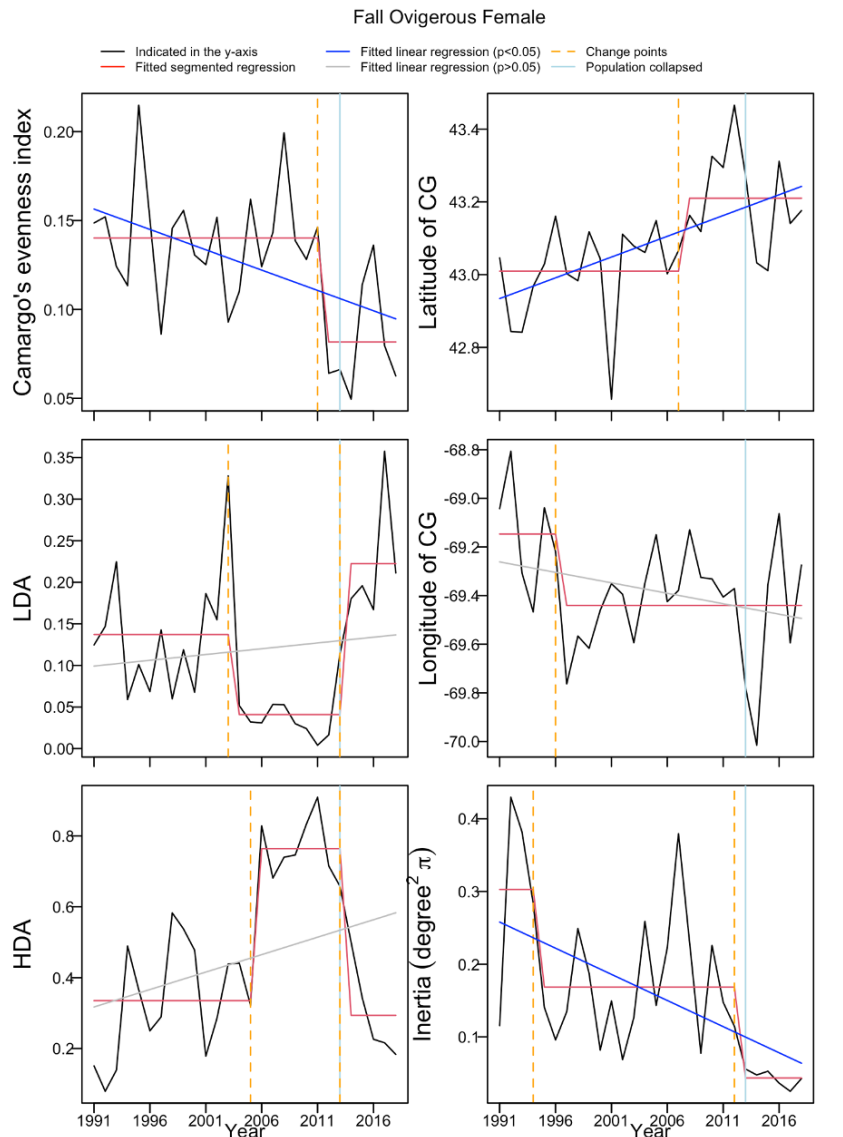 Fall Ovigerous Female
Indicated in the y-axis
Fitted linear regression (p<0.05)
Change points
Fitted segmented regression
Fitted linear regression (p>0.05)
Population collapsed
Camargo's evenness index
0.20
0.15
0.10
0.05
Latitude of CG
43.4
43.2
43.0
42.8
LDA
0.35
0.30
0.25
0.20
0.15
0.10
0.05
0.00
Longitude of CG
-68.8
-69.0
-69.2
-69.4
-69.6
-69.8
-70.0
HDA
0.8
0.6
0.4
0.2
1991 1996 2001 2006 2011 2016
Year
Inertia (degree² π)
0.4
0.3
0.2
0.1
1991 1996 2001 2006 2011 2016
Year